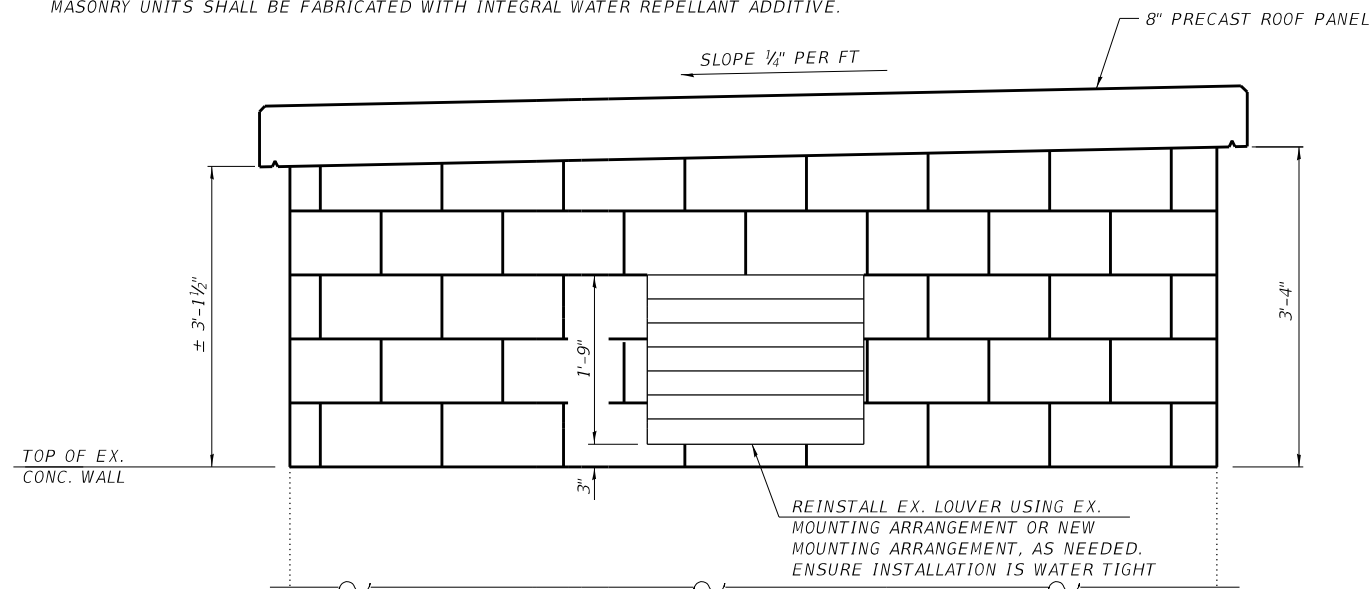 MASONRY UNITS SHALL BE FABRICATED WITH INTEGRAL WATER REPELLANT ADDITIVE.
8" PRECAST ROOF PANEL
SLOPE ¼" PER FT
± 3'-1½"
1'-9"
3'-4"
TOP OF EX.
CONC. WALL
3"
REINSTALL EX. LOUVER USING EX.
MOUNTING ARRANGEMENT OR NEW
MOUNTING ARRANGEMENT, AS NEEDED.
ENSURE INSTALLATION IS WATER TIGHT